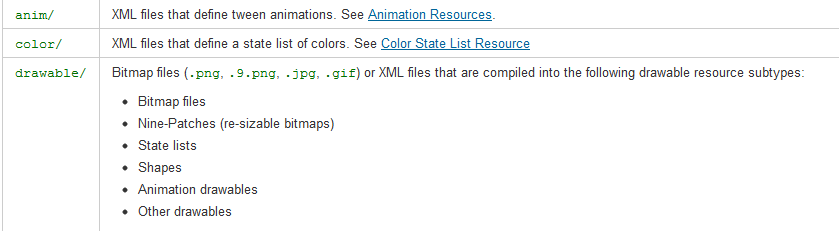 anim/ XML files that define tween animations. See Animation Resources.
color/ XML files that define a state list of colors. See Color State List Resource
drawable/ Bitmap files (.png, .9.png, .jpg, .gif) or XML files that are compiled into the following drawable resource subtypes:
• Bitmap files
• Nine-Patches (re-sizable bitmaps)
• State lists
• Shapes
• Animation drawables
• Other drawables